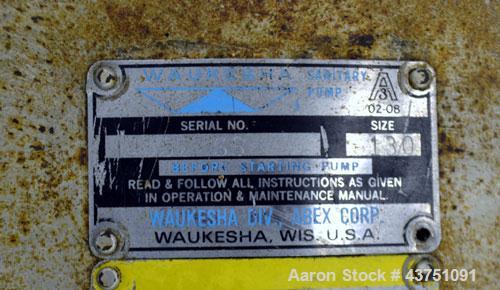 WAUKESHA SANITARY PUMP
A 3
02-08
SERIAL NO. SIZE
130
BEFORE STARTING PUMP
READ & FOLLOW ALL INSTRUCTIONS AS GIVEN
IN OPERATION & MAINTENANCE MANUAL.
WAUKESHA DIV., ABEX CORP.
WAUKESHA, WIS. U.S.A.
Aaron Stock # 43751091